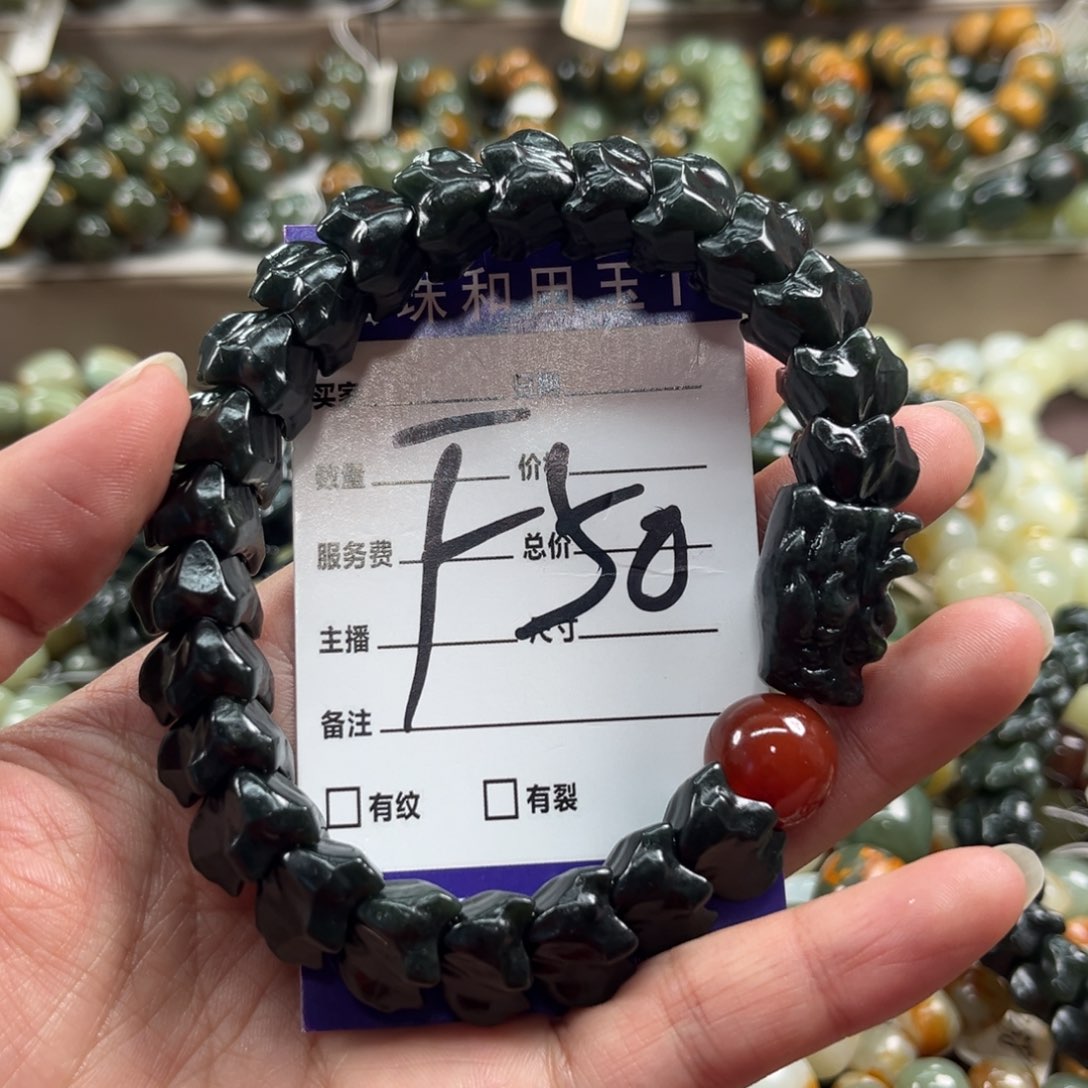 珠和田玉
买家
数量 价
F50
服务费 总价
主播 尺寸
备注
有纹 有裂